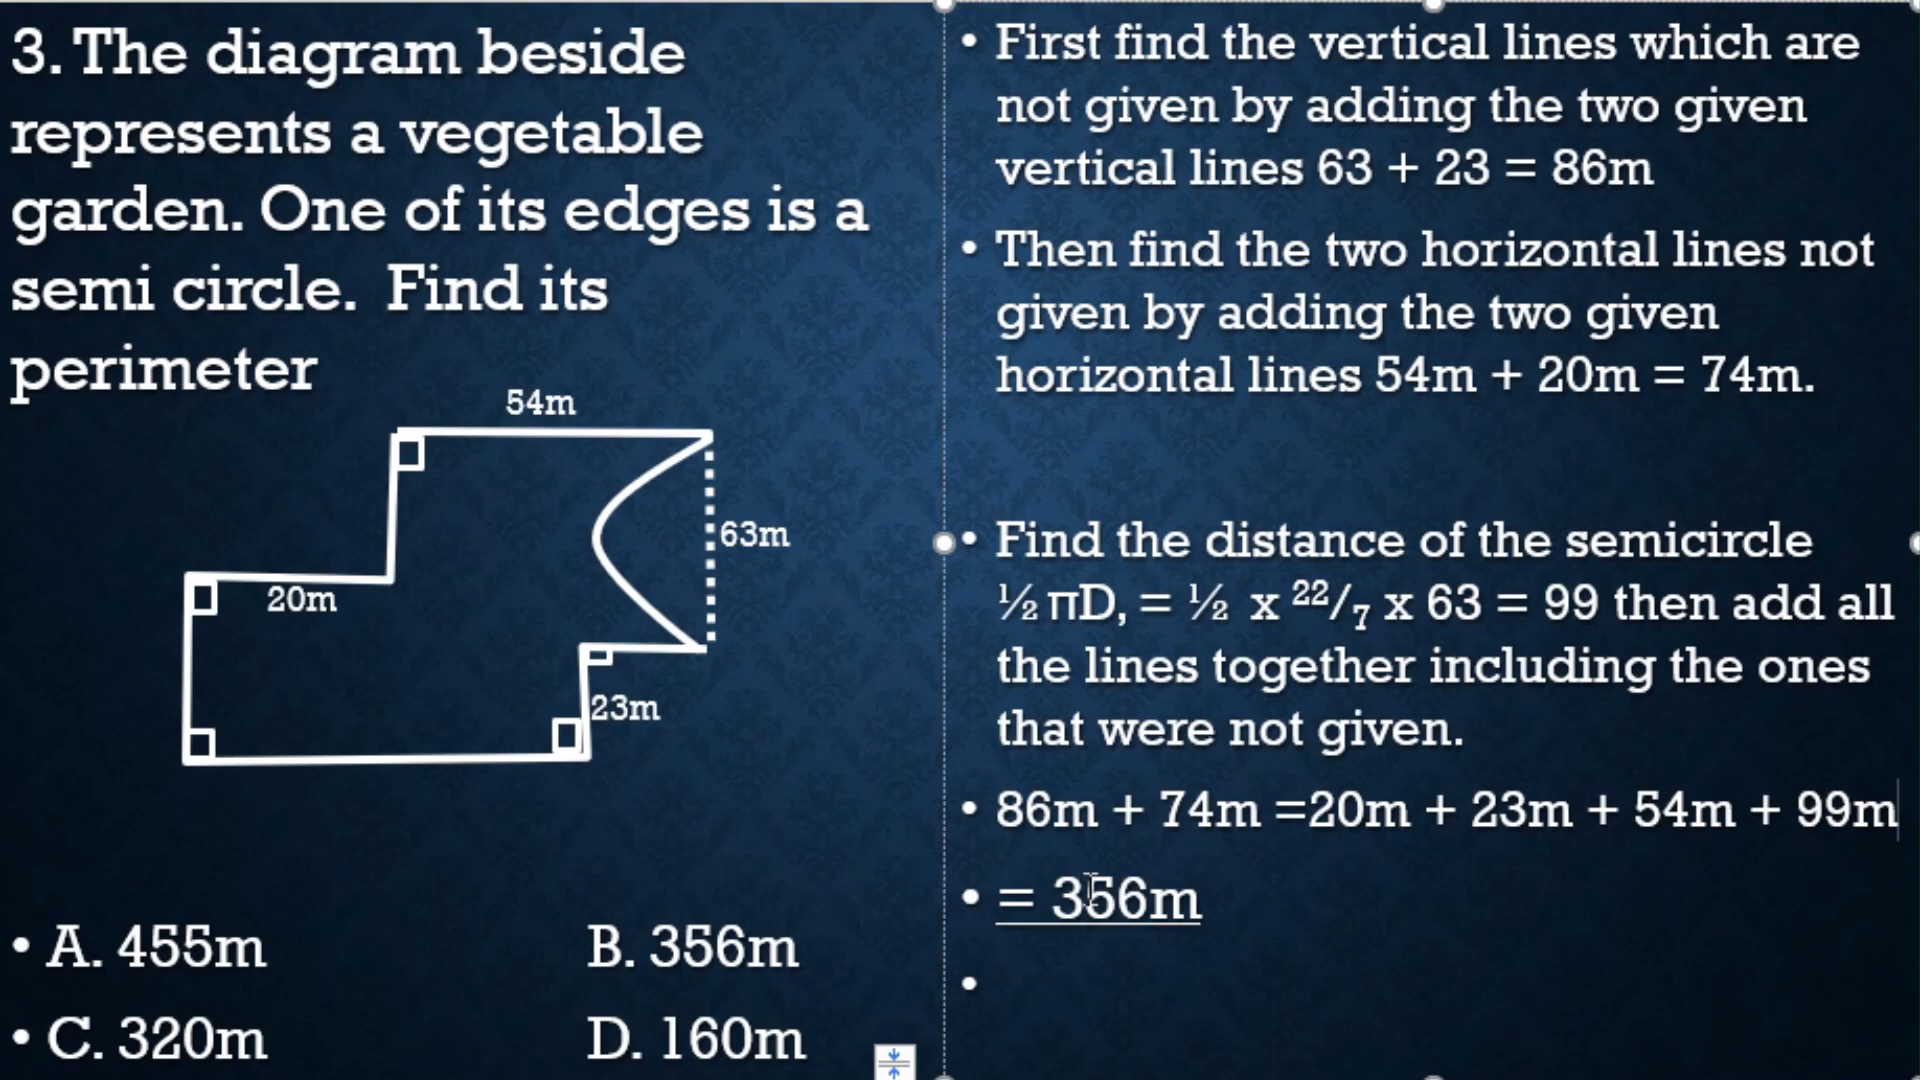 3. The diagram beside
represents a vegetable
garden. One of its edges is a
semi circle. Find its
perimeter
54m
63m
20m
23m
• A. 455m B. 356m
• C. 320m D. 160m
• First find the vertical lines which are
not given by adding the two given
vertical lines 63 + 23 = 86m
• Then find the two horizontal lines not
given by adding the two given
horizontal lines 54m + 20m = 74m.
• Find the distance of the semicircle
½ πD, = ½ x ²²/₇ x 63 = 99 then add all
the lines together including the ones
that were not given.
• 86m + 74m =20m + 23m + 54m + 99m
• = 356m
•